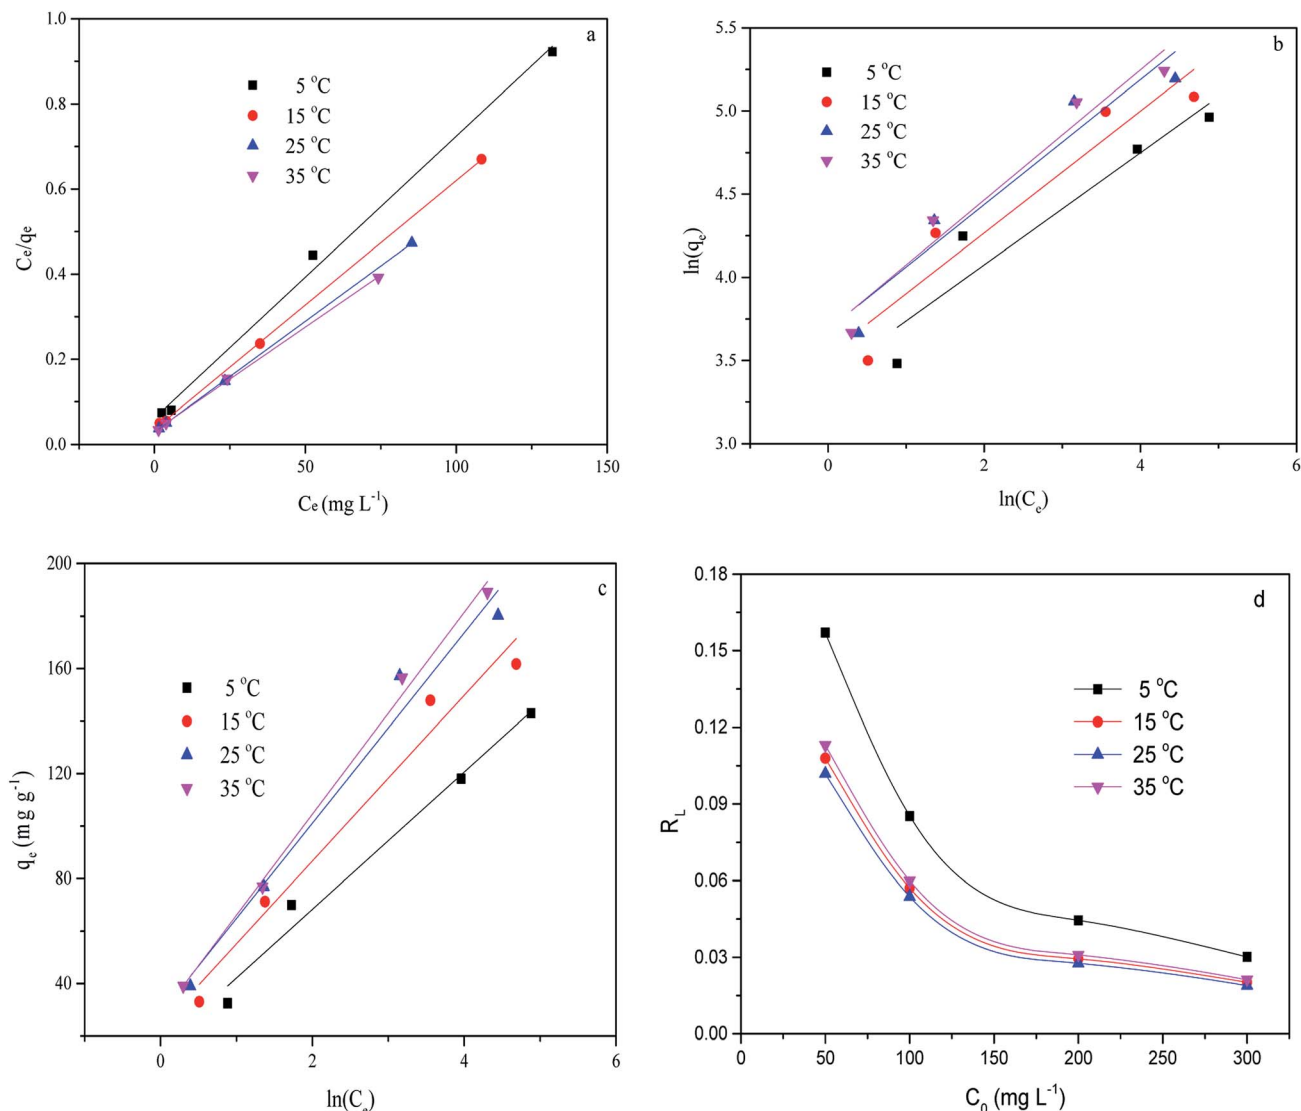 a
5 °C
15 °C
25 °C
35 °C
1.0
0.8
0.6
0.4
0.2
0.0
Ce/qe
0
50
100
150
Ce (mg L⁻¹)
b
5 °C
15 °C
25 °C
35 °C
5.5
5.0
4.5
4.0
3.5
3.0
ln(qₑ)
0
2
4
6
ln(Cₑ)
c
5 °C
15 °C
25 °C
35 °C
200
160
120
80
40
qₑ (mg g⁻¹)
0
2
4
6
ln(Cₑ)
d
5 °C
15 °C
25 °C
35 °C
0.18
0.15
0.12
0.09
0.06
0.03
0.00
R_L
0
50
100
150
200
250
300
C₀ (mg L⁻¹)